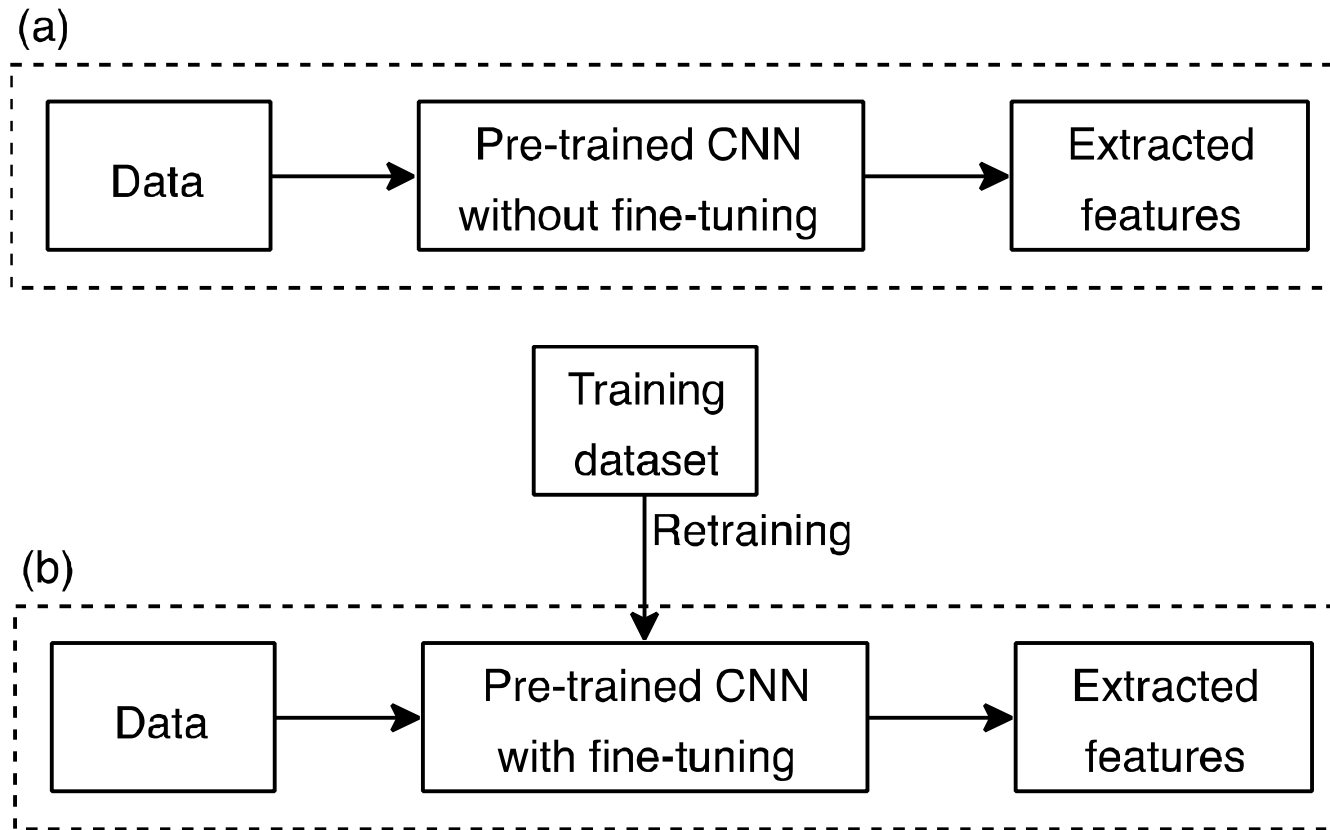 (a)
Data
Pre-trained CNN
without fine-tuning
Extracted
features
Training
dataset
Retraining
(b)
Data
Pre-trained CNN
with fine-tuning
Extracted
features